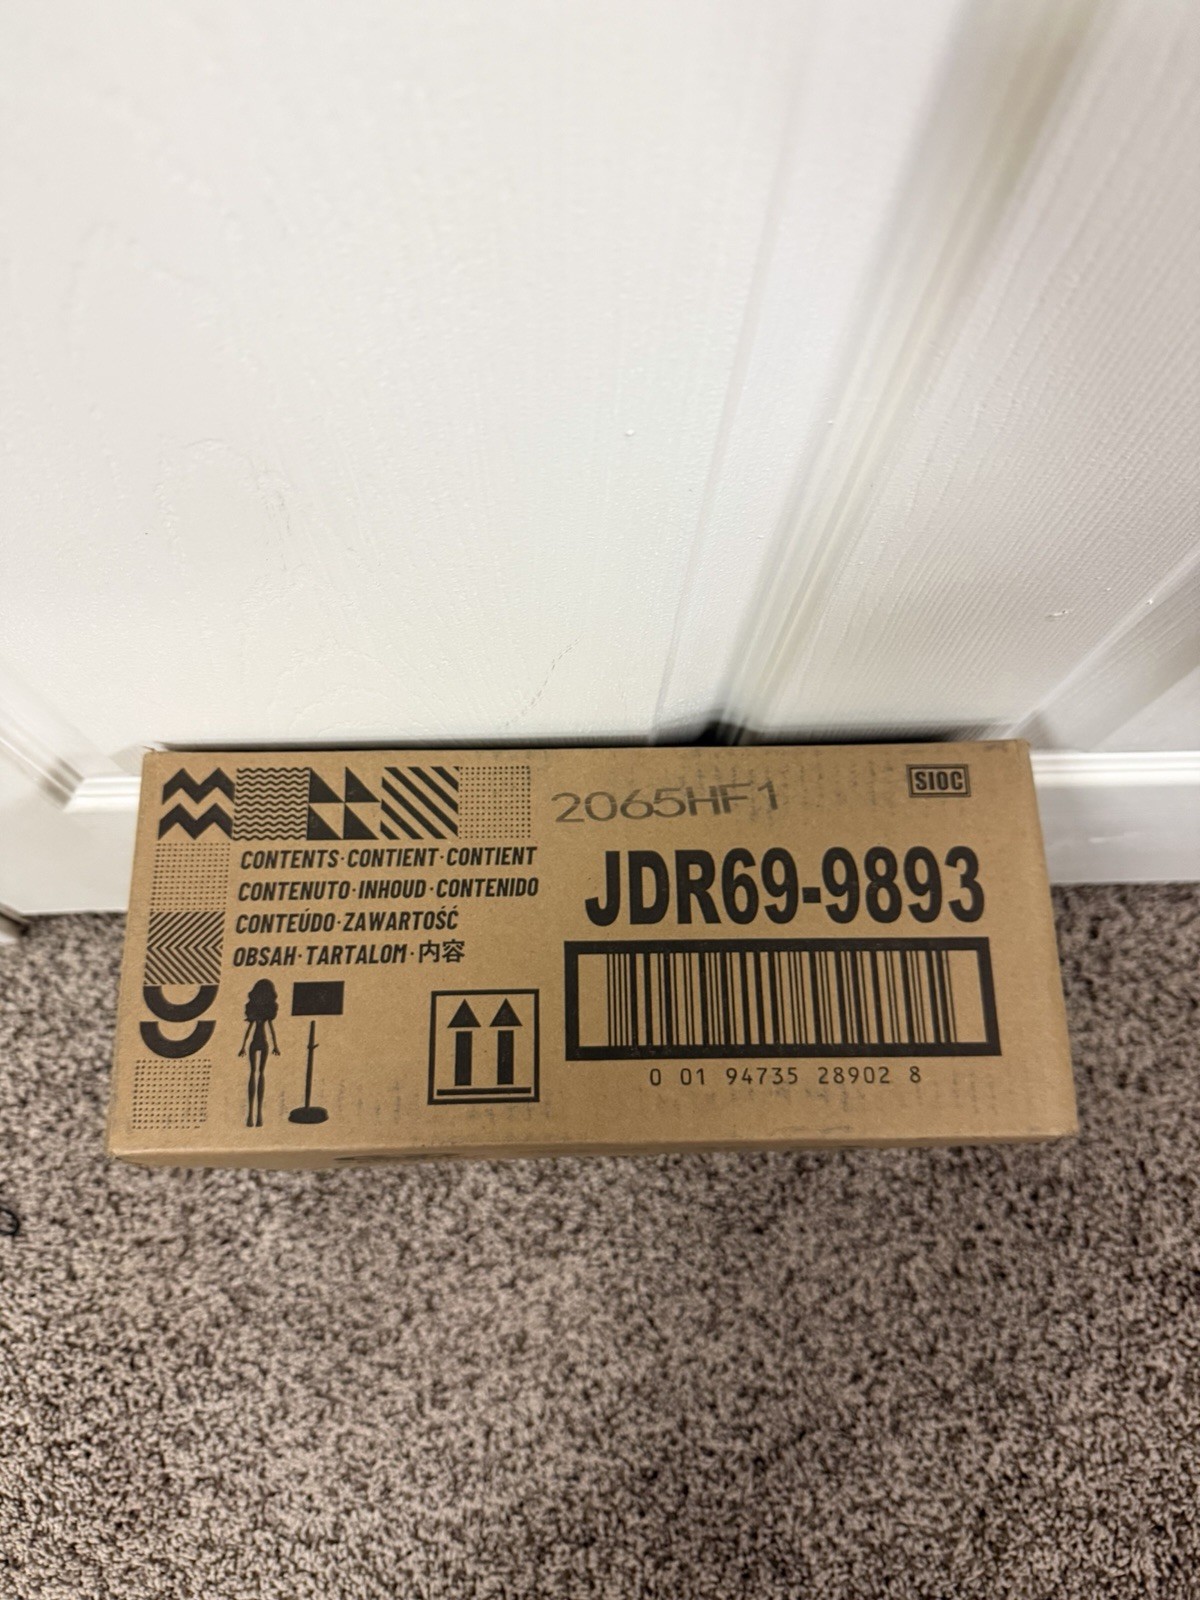 2065HF1
SIOC
CONTENTS·CONTIENT·CONTIENT
CONTENUTO·INHOUD·CONTENIDO
CONTEÚDO·ZAWARTOŚĆ
OBSAH·TARTALOM·内容
JDR69-9893
0 01 94735 28902 8